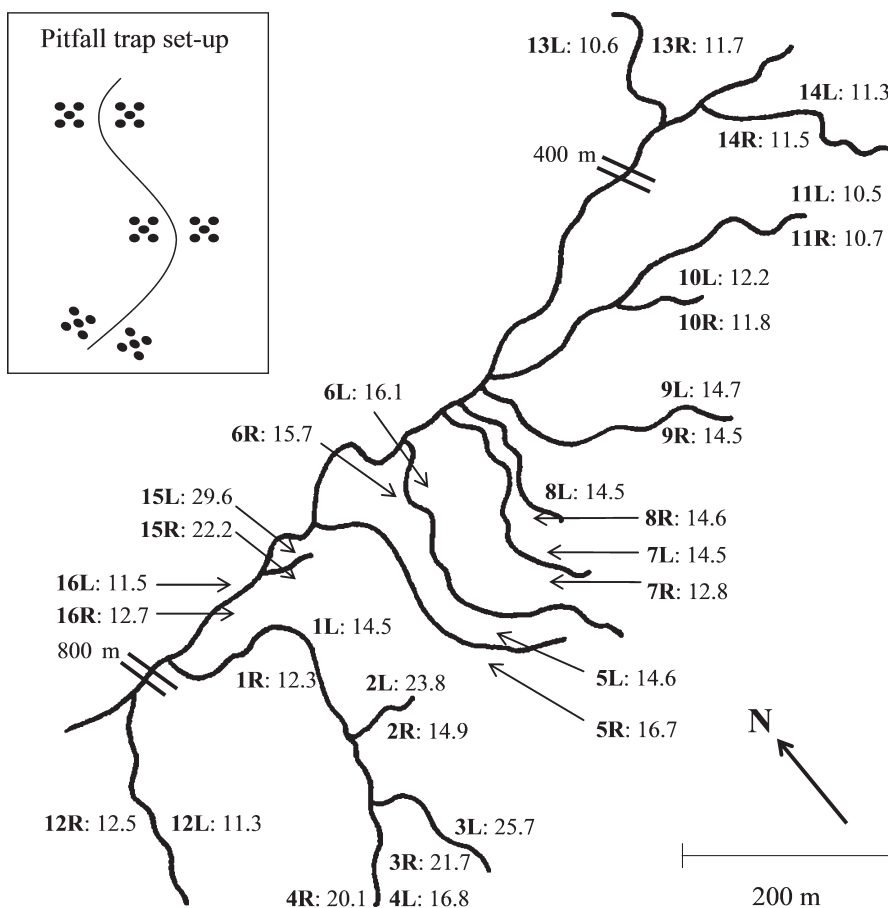 Pitfall trap set-up
13L: 10.6
13R: 11.7
14L: 11.3
14R: 11.5
400 m
11L: 10.5
11R: 10.7
10L: 12.2
10R: 11.8
6L: 16.1
9L: 14.7
6R: 15.7
9R: 14.5
15L: 29.6
8L: 14.5
15R: 22.2
8R: 14.6
7L: 14.5
16L: 11.5
7R: 12.8
16R: 12.7
1L: 14.5
800 m
1R: 12.3
2L: 23.8
5L: 14.6
2R: 14.9
5R: 16.7
N
12R: 12.5
12L: 11.3
3L: 25.7
3R: 21.7
4R: 20.1
4L: 16.8
200 m